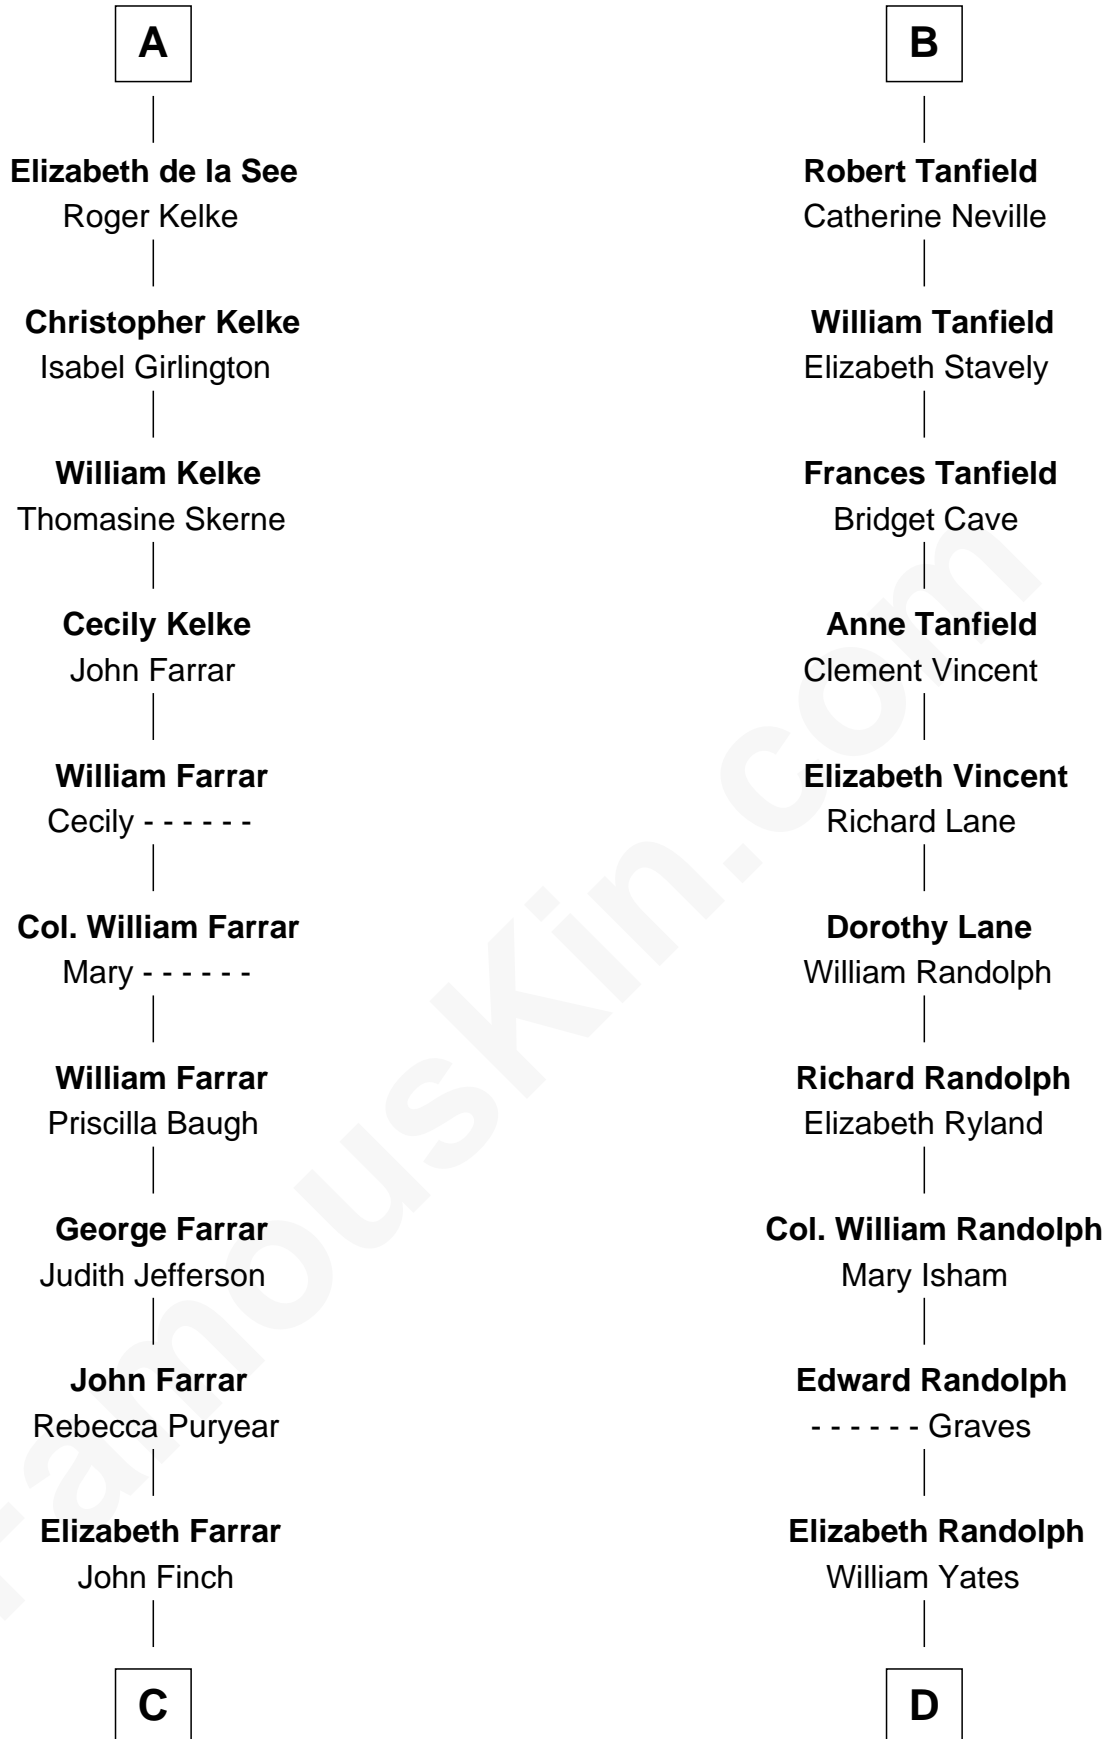 A
Elizabeth de la See
Roger Kelke
Christopher Kelke
Isabel Girlington
William Kelke
Thomasine Skerne
Cecily Kelke
John Farrar
William Farrar
Cecily - - - - - -
Col. William Farrar
Mary - - - - - -
William Farrar
Priscilla Baugh
George Farrar
Judith Jefferson
John Farrar
Rebecca Puryear
Elizabeth Farrar
John Finch
C
B
Robert Tanfield
Catherine Neville
William Tanfield
Elizabeth Stavely
Frances Tanfield
Bridget Cave
Anne Tanfield
Clement Vincent
Elizabeth Vincent
Richard Lane
Dorothy Lane
William Randolph
Richard Randolph
Elizabeth Ryland
Col. William Randolph
Mary Isham
Edward Randolph
- - - - - - Graves
Elizabeth Randolph
William Yates
D
FamousKin.com